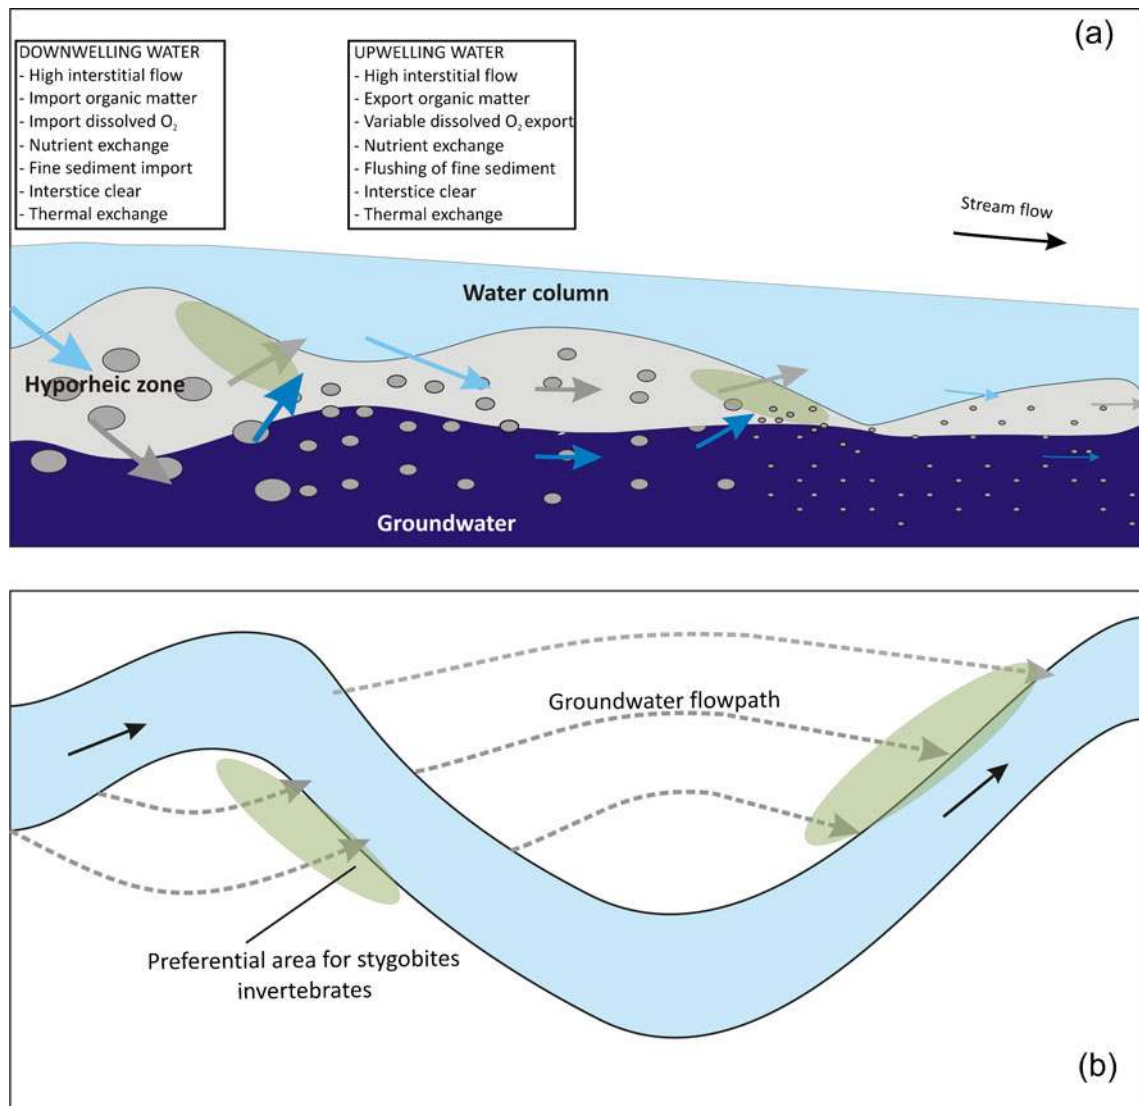 (a)
DOWNWELLING WATER
- High interstitial flow
- Import organic matter
- Import dissolved O₂
- Nutrient exchange
- Fine sediment import
- Interstice clear
- Thermal exchange
UPWELLING WATER
- High interstitial flow
- Export organic matter
- Variable dissolved O₂ export
- Nutrient exchange
- Flushing of fine sediment
- Interstice clear
- Thermal exchange
Stream flow
Water column
Hyporheic zone
Groundwater
Groundwater flowpath
Preferential area for stygobites
invertebrates
(b)